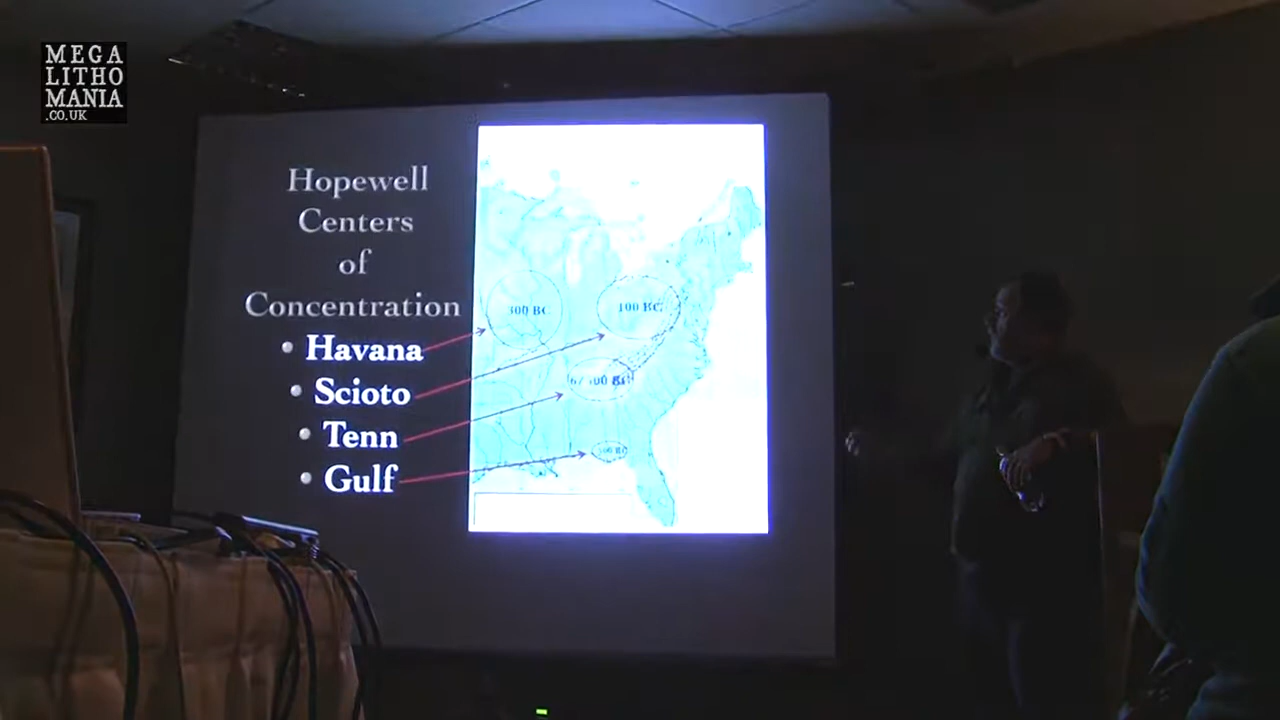 MEGA
LITHO
MANIA
.CO.UK
Hopewell
Centers
of
Concentration
• Havana
• Scioto
• Tenn
• Gulf
300 BC
100 BC